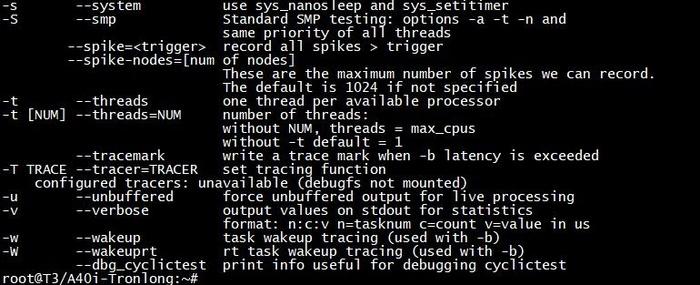 -s       --system         use sys_nanosleep and sys_setitimer
-S       --smp            Standard SMP testing: options -a -t -n and
                          same priority of all threads
        --spike=<trigger>  record all spikes > trigger
        --spike-nodes=[num of nodes]
                          These are the maximum number of spikes we can record.
                          The default is 1024 if not specified
-t       --threads        one thread per available processor
-t [NUM] --threads=NUM    number of threads:
                          without NUM, threads = max_cpus
                          without -t default = 1
         --tracemark      write a trace mark when -b latency is exceeded
-T TRACE --tracer=TRACER  set tracing function
    configured tracers: unavailable (debugfs not mounted)
-u       --unbuffered     force unbuffered output for live processing
-v       --verbose        output values on stdout for statistics
                          format: n:c:v n=tasknum c=count v=value in us
-w       --wakeup         task wakeup tracing (used with -b)
-W       --wakeuprt       rt task wakeup tracing (used with -b)
         --dbg_cyclictest  print info useful for debugging cyclictest
root@T3/A40i-Tronlong:~#